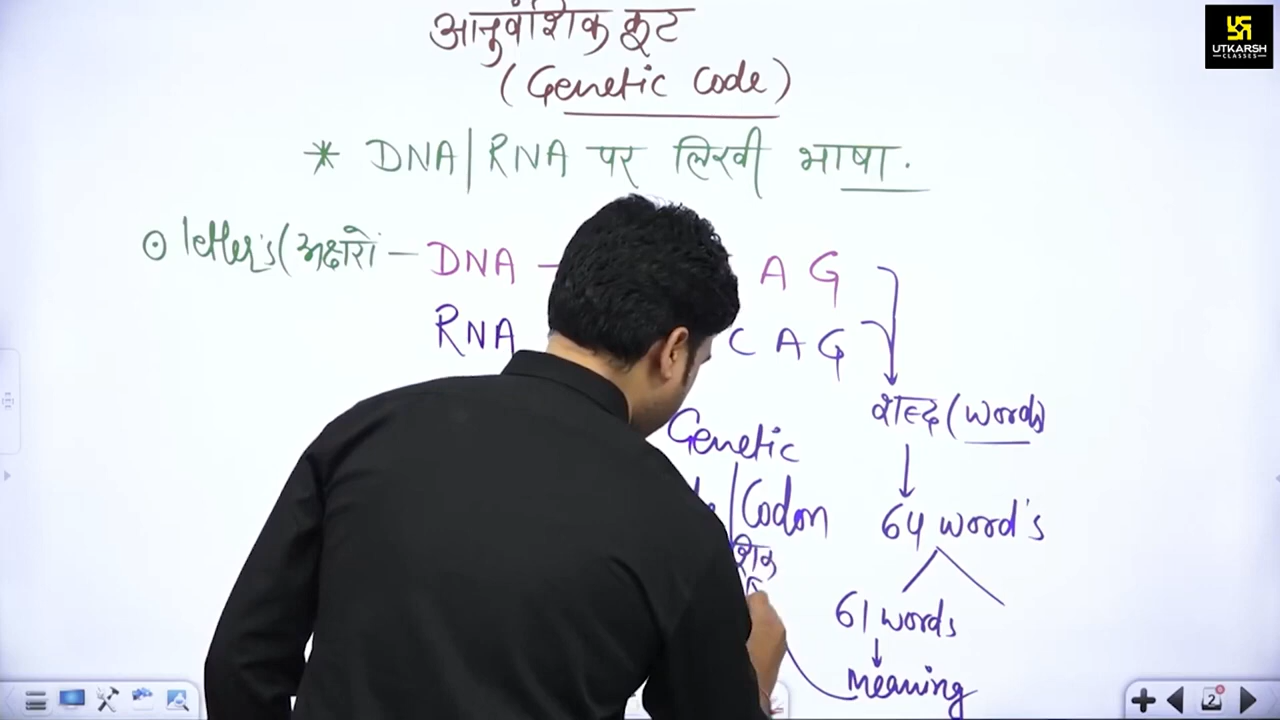 आनुवंशिक कूट
(Genetic Code)
* DNA/RNA पर लिखी भाषा.
⊙ letter's (अक्षरों — DNA — A G
RNA C A G
शब्द (words)
Genetic
/Codon
64 word's
शिक
61 words
Meaning
UTKARSH
CLASSES
2